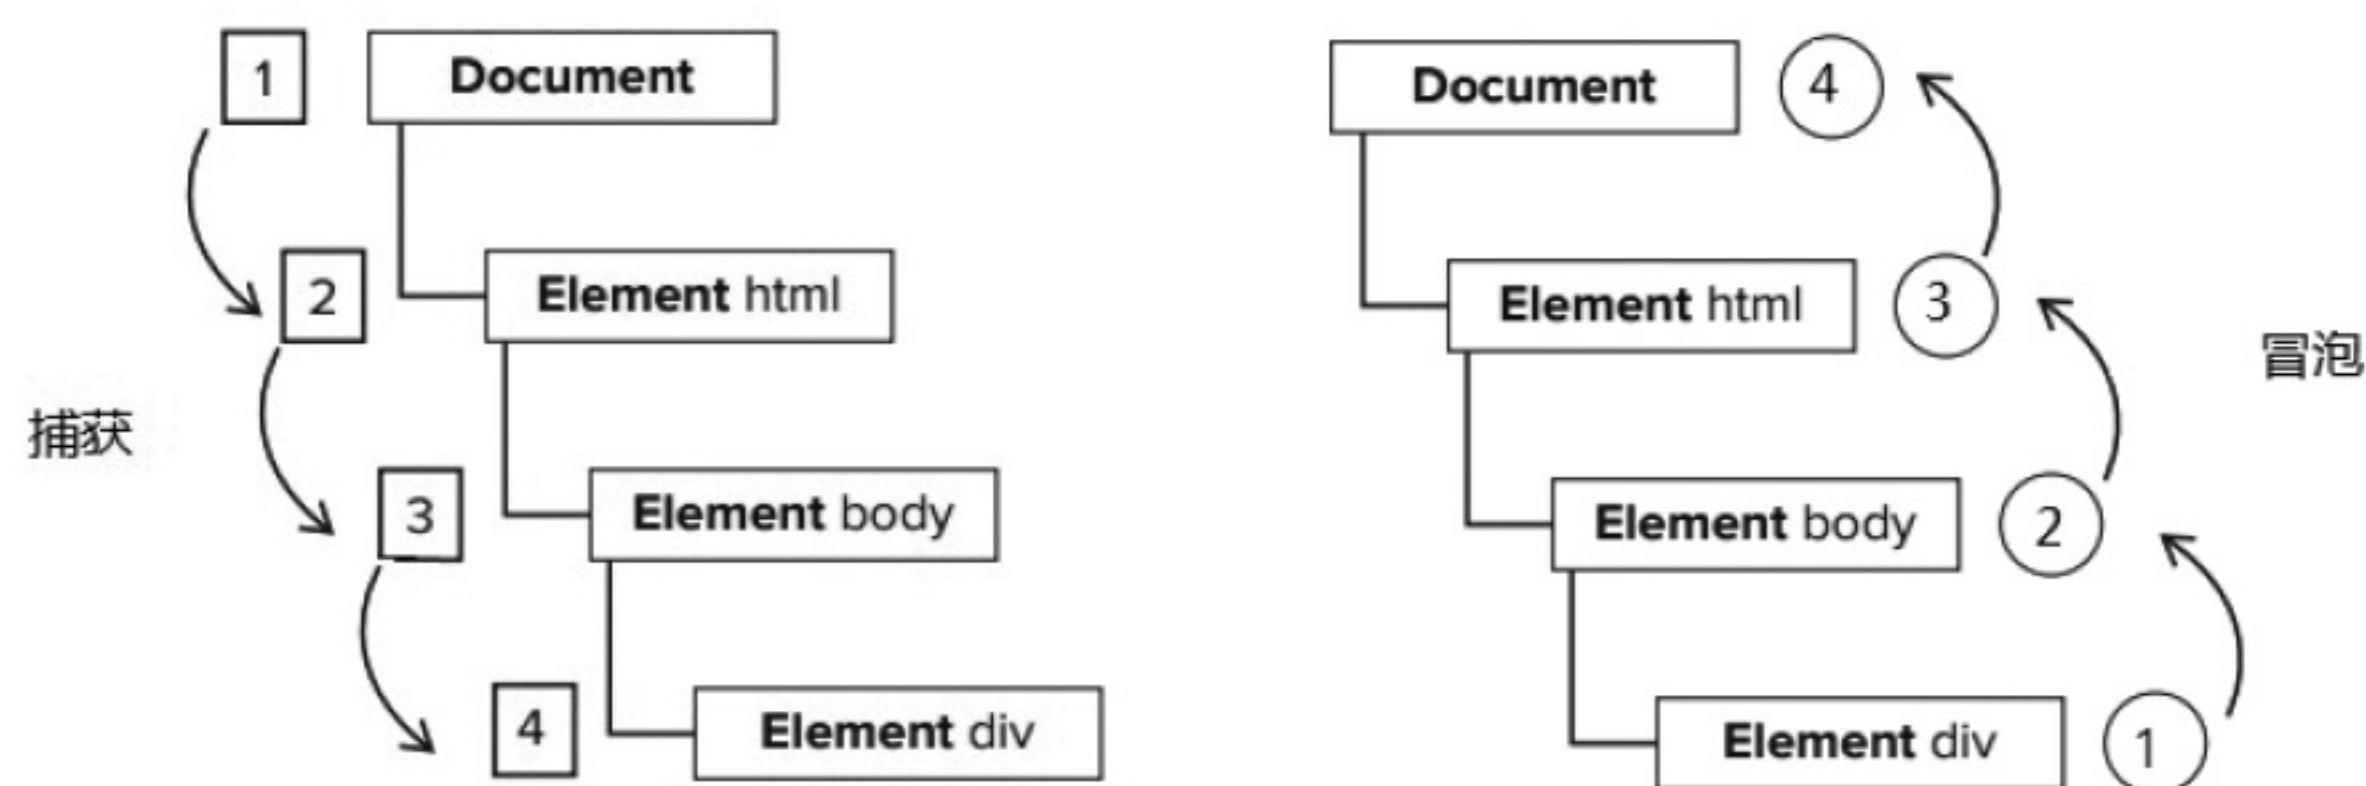 1 Document
2 Element html
捕获
3 Element body
4 Element div
Document 4
Element html 3
冒泡
Element body 2
Element div 1